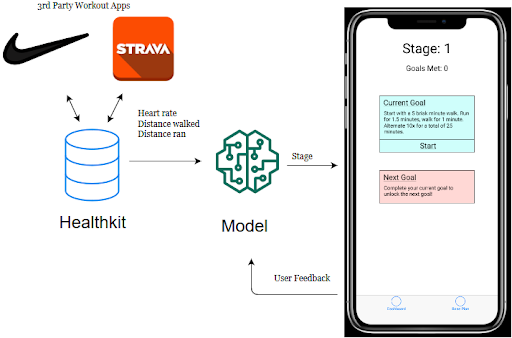 3rd Party Workout Apps
STRAVA
Heart rate
Distance walked
Distance ran
Healthkit
Model
Stage
User Feedback
Stage: 1
Goals Met: 0
Current Goal
Start with a 5 brick minute walk. Run
for 1.5 minutes, walk for 1 minute.
Alternate 10x for a total of 25
minutes.
Start
Next Goal
Complete your current goal to
unlock the next goal!
Dashboard